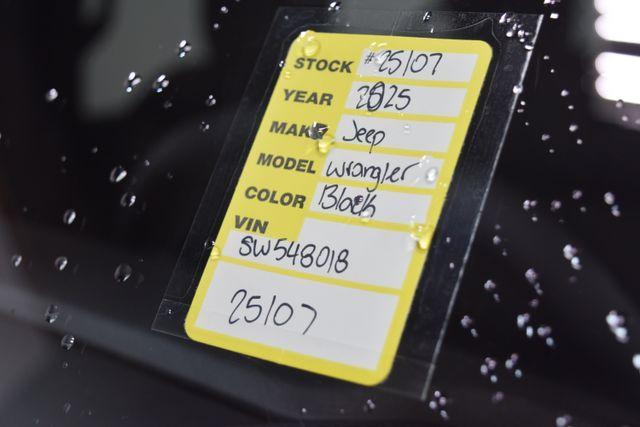 STOCK #25107
YEAR 2025
MAKE Jeep
MODEL Wrangler
COLOR Black
VIN
SW548018
25107